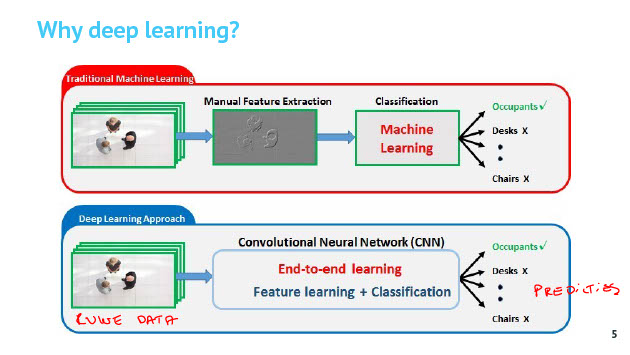 Why deep learning?
Traditional Machine Learning
Manual Feature Extraction
Classification
Machine
Learning
Occupants √
Desks X
Chairs X
Deep Learning Approach
Convolutional Neural Network (CNN)
End-to-end learning
Feature learning + Classification
Occupants √
Desks X
Chairs X
RUWE DATA
PREDICTIES
5